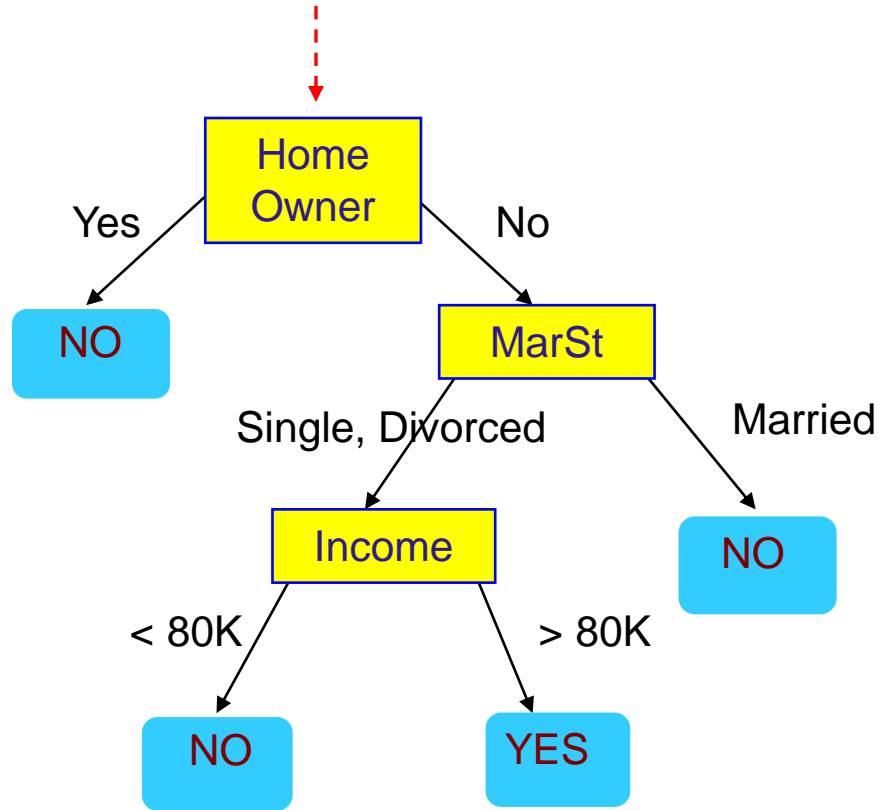 Home
Owner
Yes
No
NO
MarSt
Single, Divorced
Married
Income
NO
< 80K
> 80K
NO
YES